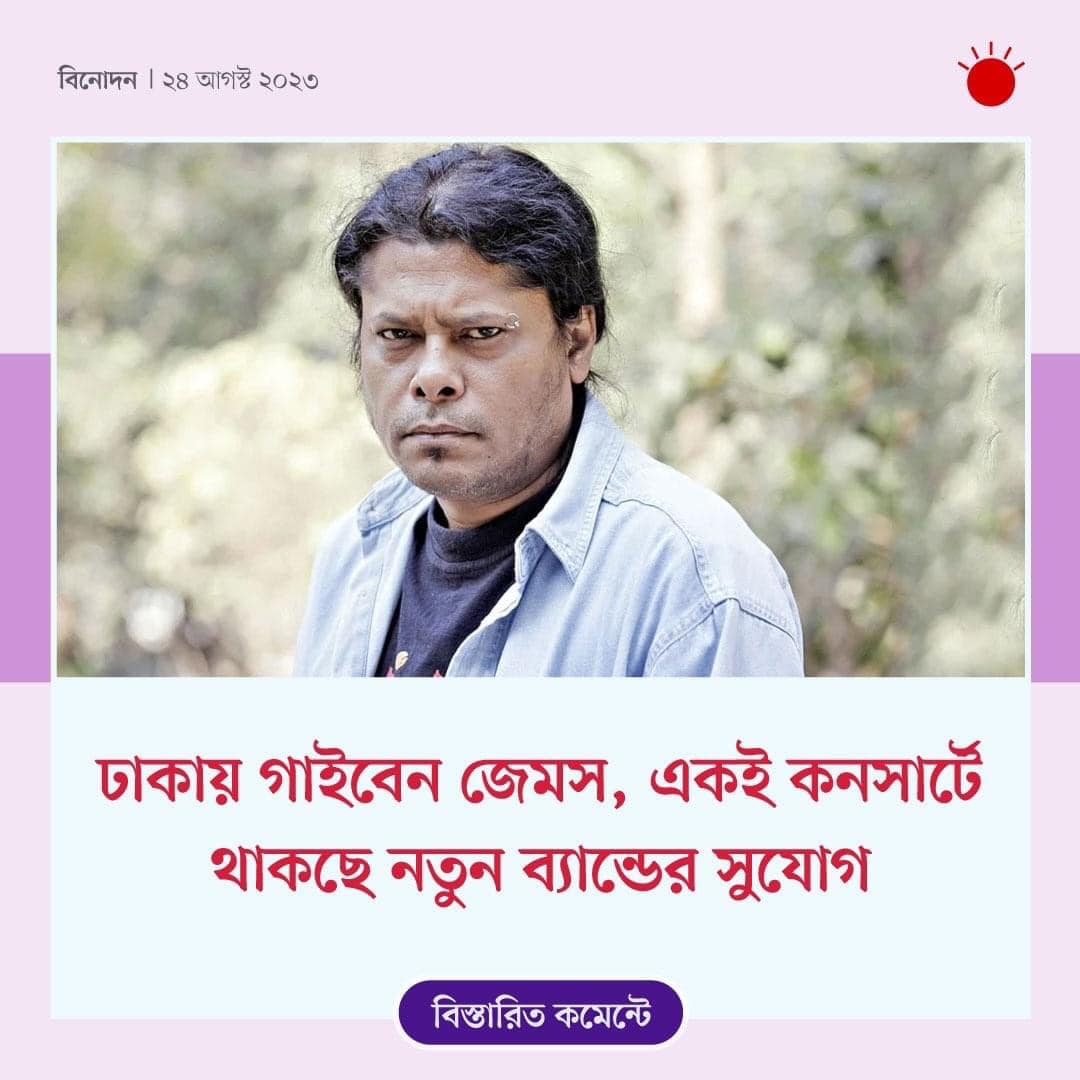 বিনোদন | ২৪ আগস্ট ২০২৩
ঢাকায় গাইবেন জেমস, একই কনসার্টে
থাকছে নতুন ব্যান্ডের সুযোগ
বিস্তারিত কমেন্টে